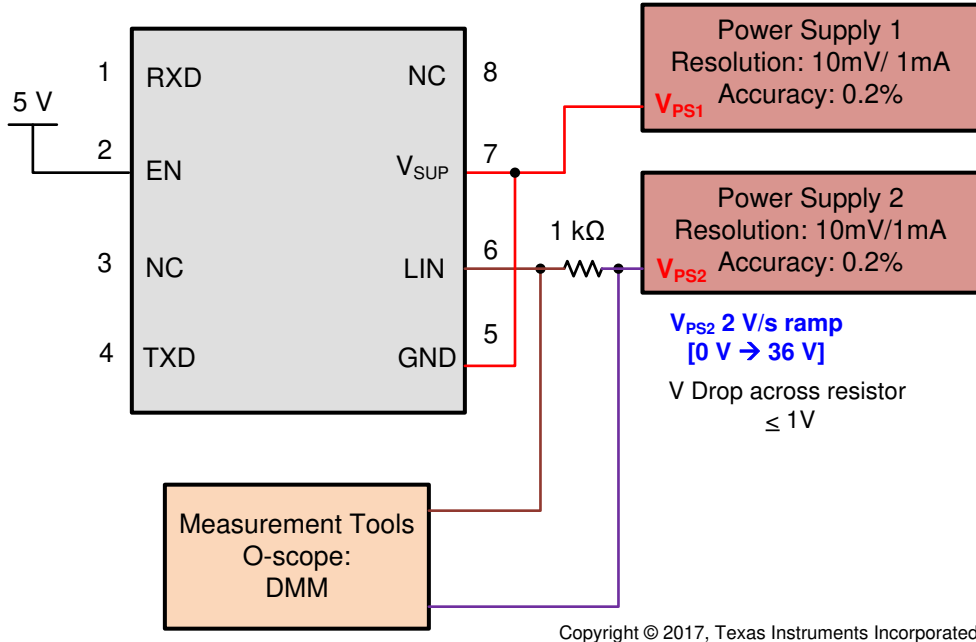 5 V
1
RXD
2
EN
3
NC
4
TXD
NC
8
VSUP
7
LIN
6
GND
5
1 kΩ
Power Supply 1
Resolution: 10mV/ 1mA
Accuracy: 0.2%
VPS1
Power Supply 2
Resolution: 10mV/1mA
Accuracy: 0.2%
VPS2
VPS2 2 V/s ramp
[0 V → 36 V]
V Drop across resistor
≤ 1V
Measurement Tools
O-scope:
DMM
Copyright © 2017, Texas Instruments Incorporated